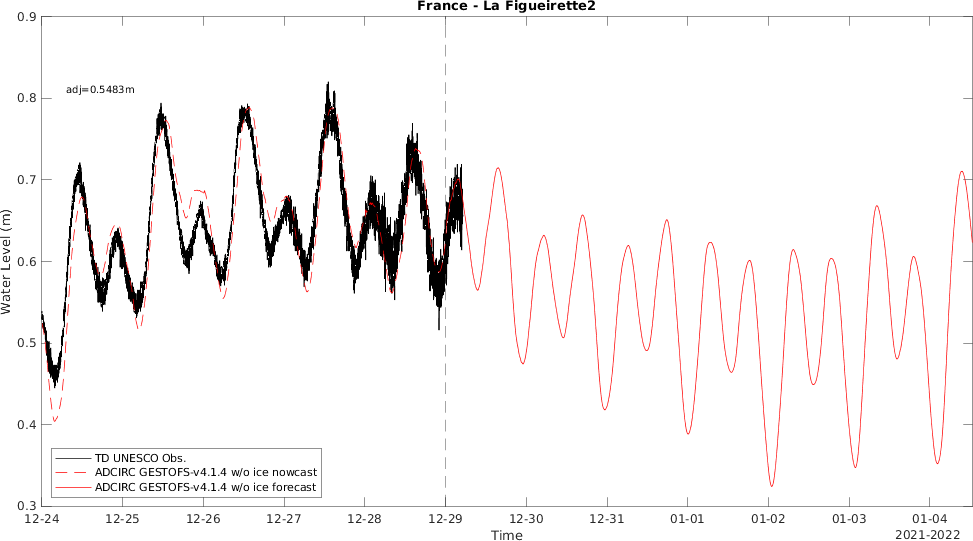 France - La Figueirette2
0.9
0.8
0.7
0.6
0.5
0.4
0.3
Water Level (m)
adj=0.5483m
TD UNESCO Obs.
ADCIRC GESTOFS-v4.1.4 w/o ice nowcast
ADCIRC GESTOFS-v4.1.4 w/o ice forecast
12-24 12-25 12-26 12-27 12-28 12-29 12-30 12-31 01-01 01-02 01-03 01-04
Time
2021-2022